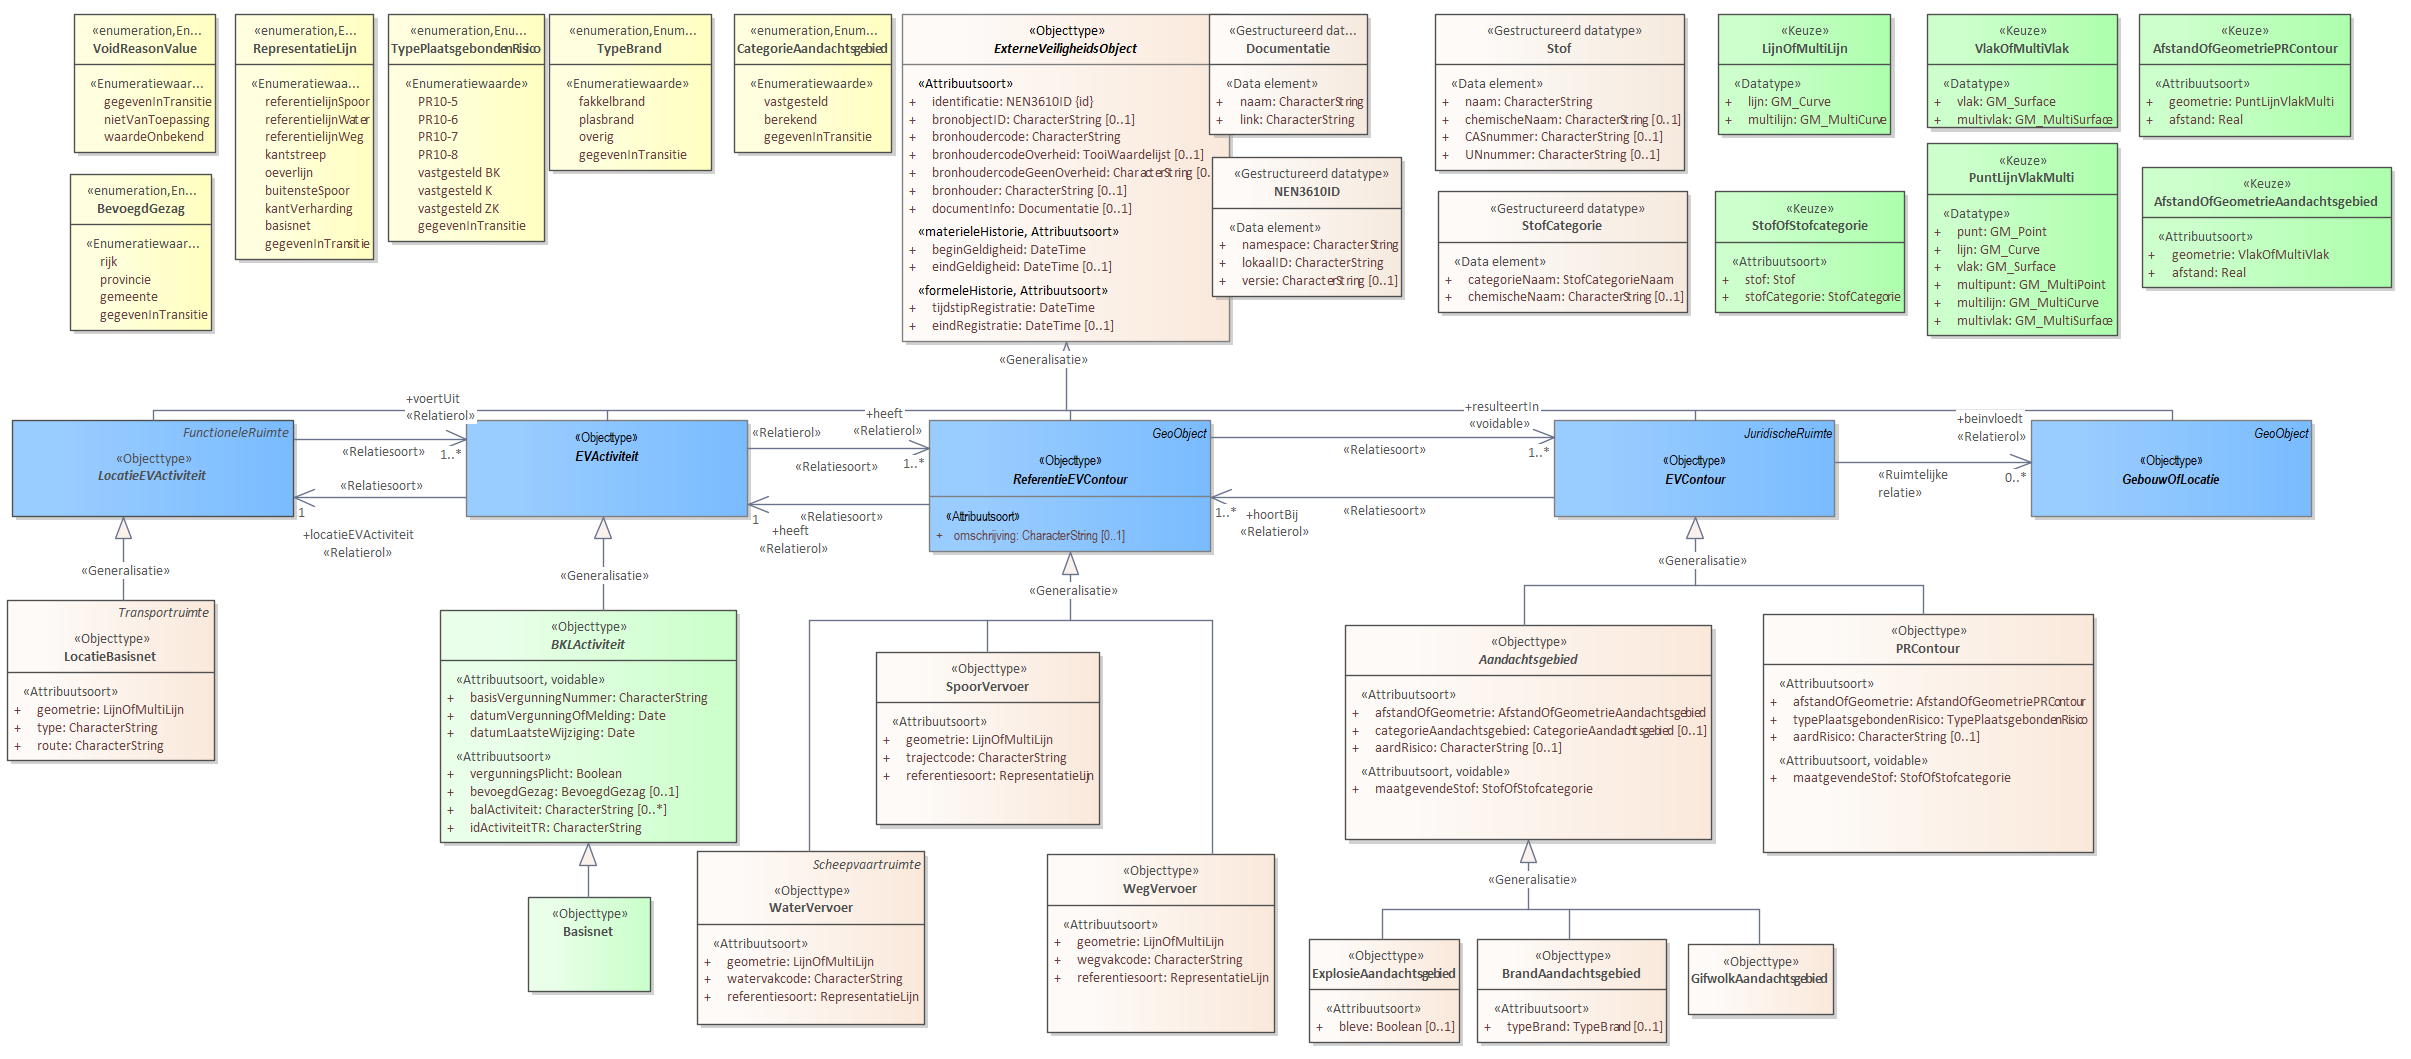 «enumeration,En...
VoidReasonValue
«Enumeratiewaar...
gegevenInTransitie
nietVanToepassing
waardeOnbekend
«enumeration,E...
RepresentatieLijn
«Enumeratiewaa...
referentielijnSpoor
referentielijnWater
referentielijnWeg
kantstreep
oeverlijn
buitensteSpoor
kantVerharding
basisnet
gegevenInTransitie
«enumeration,Enu...
TypePlaatsgebondenRisico
«Enumeratiewaarde»
PR10-5
PR10-6
PR10-7
PR10-8
vastgesteld BK
vastgesteld K
vastgesteld ZK
gegevenInTransitie
«enumeration,Enum...
TypeBrand
«Enumeratiewaarde»
fakkelbrand
plasbrand
overig
gegevenInTransitie
«enumeration,Enum...
CategorieAandachtsgebied
«Enumeratiewaarde»
vastgesteld
berekend
gegevenInTransitie
«enumeration,En...
BevoegdGezag
«Enumeratiewaar...
rijk
provincie
gemeente
gegevenInTransitie
«Objecttype»
ExterneVeiligheidsObject
«Attribuutsoort»
+ identificatie: NEN3610ID {id}
+ bronobjectID: CharacterString [0..1]
+ bronhoudercode: CharacterString
+ bronhoudercodeOverheid: TooiWaardelijst [0..1]
+ bronhoudercodeGeenOverheid: CharacterString [0..
+ bronhouder: CharacterString [0..1]
+ documentInfo: Documentatie [0..1]
«materieleHistorie, Attribuutsoort»
+ beginGeldigheid: DateTime
+ eindGeldigheid: DateTime [0..1]
«formeleHistorie, Attribuutsoort»
+ tijdstipRegistratie: DateTime
+ eindRegistratie: DateTime [0..1]
«Gestructureerd dat...
Documentatie
«Data element»
+ naam: CharacterString
+ link: CharacterString
«Gestructureerd datatype»
NEN3610ID
«Data element»
+ namespace: CharacterString
+ lokaalID: CharacterString
+ versie: CharacterString [0..1]
«Gestructureerd datatype»
Stof
«Data element»
+ naam: CharacterString
+ chemischeNaam: CharacterString [0..1]
+ CASnummer: CharacterString [0..1]
+ UNnummer: CharacterString [0..1]
«Gestructureerd datatype»
StofCategorie
«Data element»
+ categorieNaam: StofCategorieNaam
+ chemischeNaam: CharacterString [0..1]
«Keuze»
LijnOfMultiLijn
«Datatype»
+ lijn: GM_Curve
+ multilijn: GM_MultiCurve
«Keuze»
StofOfStofcategorie
«Attribuutsoort»
+ stof: Stof
+ stofCategorie: StofCategorie
«Keuze»
VlakOfMultiVlak
«Datatype»
+ vlak: GM_Surface
+ multivlak: GM_MultiSurface
«Keuze»
PuntLijnVlakMulti
«Datatype»
+ punt: GM_Point
+ lijn: GM_Curve
+ vlak: GM_Surface
+ multipunt: GM_MultiPoint
+ multilijn: GM_MultiCurve
+ multivlak: GM_MultiSurface
«Keuze»
AfstandOfGeometriePRContour
«Attribuutsoort»
+ geometrie: PuntLijnVlakMulti
+ afstand: Real
«Keuze»
AfstandOfGeometrieAandachtsgebied
«Attribuutsoort»
+ geometrie: VlakOfMultiVlak
+ afstand: Real
«Generalisatie»
FunctioneleRuimte
«Objecttype»
LocatieEVActiviteit
+voertUit
«Relatierol»
«Relatiesoort»
1..*
«Relatiesoort»
1
+locatieEVActiviteit
«Relatierol»
«Objecttype»
EVActiviteit
«Relatierol»
+heeft
«Relatierol»
«Relatiesoort»
1..*
«Relatiesoort»
1
+heeft
«Relatierol»
GeoObject
«Objecttype»
ReferentieEVContour
«Attribuutsoort»
+ omschrijving: CharacterString [0..1]
+resulteertIn
«voidable»
«Relatiesoort»
1..*
«Relatiesoort»
1..*
+hoortBij
«Relatierol»
JuridischeRuimte
«Objecttype»
EVContour
+beinvloedt
«Relatierol»
«Ruimtelijke
relatie»
0..*
GeoObject
«Objecttype»
GebouwOfLocatie
«Generalisatie»
«Generalisatie»
«Generalisatie»
«Generalisatie»
Transportruimte
«Objecttype»
LocatieBasisnet
«Attribuutsoort»
+ geometrie: LijnOfMultiLijn
+ type: CharacterString
+ route: CharacterString
«Objecttype»
BKLActiviteit
«Attribuutsoort, voidable»
+ basisVergunningNummer: CharacterString
+ datumVergunningOfMelding: Date
+ datumLaatsteWijziging: Date
«Attribuutsoort»
+ vergunningsPlicht: Boolean
+ bevoegdGezag: BevoegdGezag [0..1]
+ balActiviteit: CharacterString [0..*]
+ idActiviteitTR: CharacterString
«Objecttype»
Basisnet
«Objecttype»
SpoorVervoer
«Attribuutsoort»
+ geometrie: LijnOfMultiLijn
+ trajectcode: CharacterString
+ referentiesoort: RepresentatieLijn
Scheepvaartruimte
«Objecttype»
WaterVervoer
«Attribuutsoort»
+ geometrie: LijnOfMultiLijn
+ watervakcode: CharacterString
+ referentiesoort: RepresentatieLijn
«Objecttype»
WegVervoer
«Attribuutsoort»
+ geometrie: LijnOfMultiLijn
+ wegvakcode: CharacterString
+ referentiesoort: RepresentatieLijn
«Objecttype»
Aandachtsgebied
«Attribuutsoort»
+ afstandOfGeometrie: AfstandOfGeometrieAandachtsgebied
+ categorieAandachtsgebied: CategorieAandachtsgebied [0..1]
+ aardRisico: CharacterString [0..1]
«Attribuutsoort, voidable»
+ maatgevendeStof: StofOfStofcategorie
«Objecttype»
PRContour
«Attribuutsoort»
+ afstandOfGeometrie: AfstandOfGeometriePRContour
+ typePlaatsgebondenRisico: TypePlaatsgebondenRisico
+ aardRisico: CharacterString [0..1]
«Attribuutsoort, voidable»
+ maatgevendeStof: StofOfStofcategorie
«Generalisatie»
«Objecttype»
ExplosieAandachtsgebied
«Attribuutsoort»
+ bleve: Boolean [0..1]
«Objecttype»
BrandAandachtsgebied
«Attribuutsoort»
+ typeBrand: TypeBrand [0..1]
«Objecttype»
GifwolkAandachtsgebied